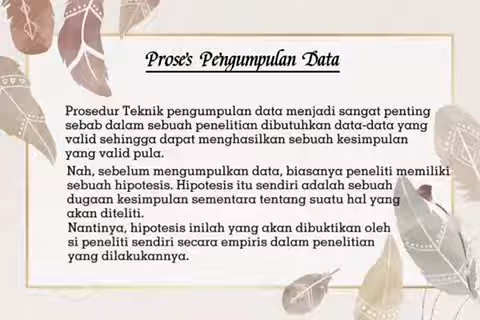 Proses Pengumpulan Data
Prosedur Teknik pengumpulan data menjadi sangat penting
sebab dalam sebuah penelitian dibutuhkan data-data yang
valid sehingga dapat menghasilkan sebuah kesimpulan
yang valid pula.
Nah, sebelum mengumpulkan data, biasanya peneliti memiliki
sebuah hipotesis. Hipotesis itu sendiri adalah sebuah
dugaan kesimpulan sementara tentang suatu hal yang
akan diteliti.
Nantinya, hipotesis inilah yang akan dibuktikan oleh
si peneliti sendiri secara empiris dalam penelitian
yang dilakukannya.